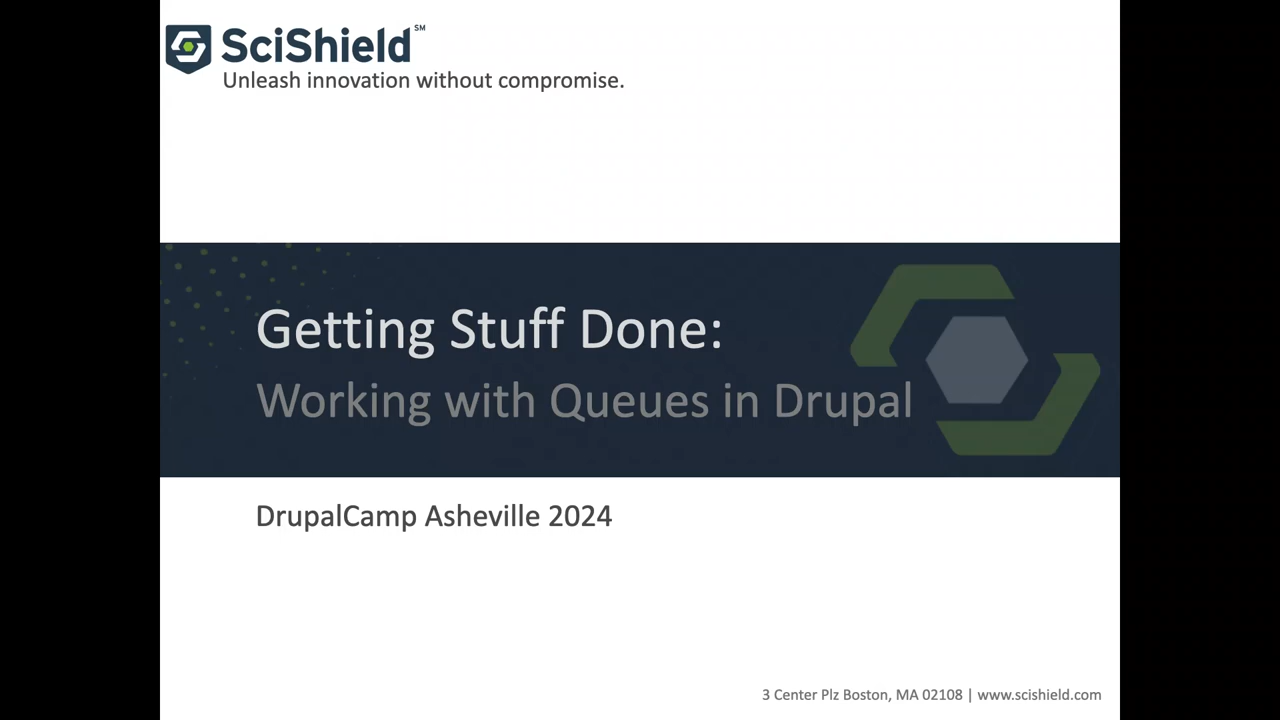 SciShield℠
Unleash innovation without compromise.
Getting Stuff Done:
Working with Queues in Drupal
DrupalCamp Asheville 2024
3 Center Plz Boston, MA 02108 | www.scishield.com